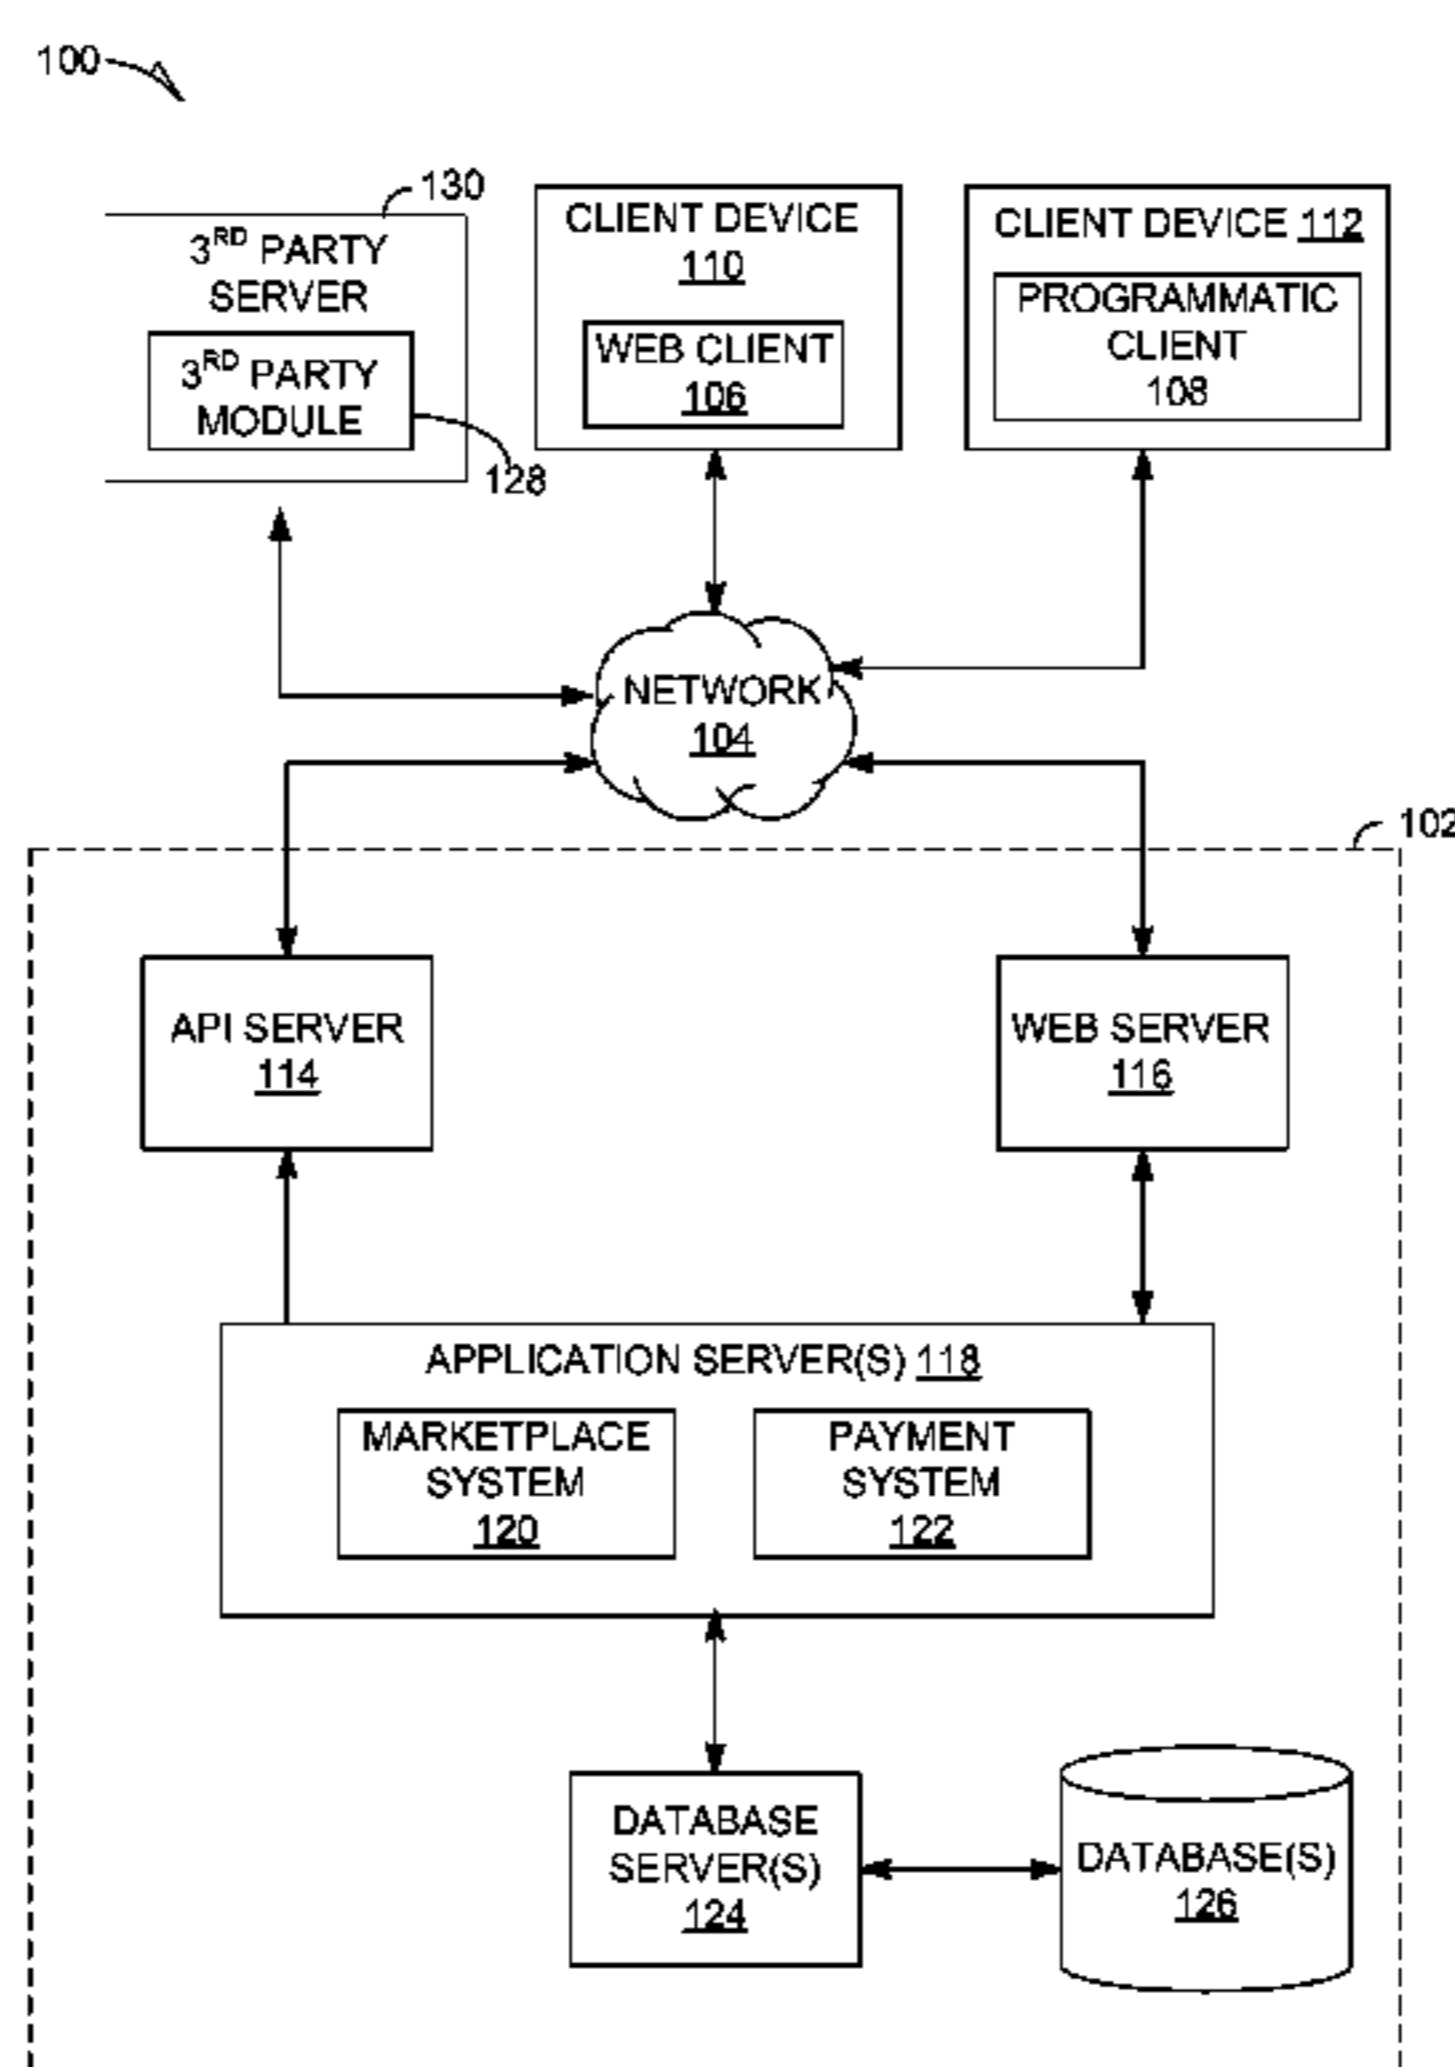 100
130
3RD PARTY
SERVER
3RD PARTY
MODULE
128
CLIENT DEVICE
110
WEB CLIENT
106
CLIENT DEVICE 112
PROGRAMMATIC
CLIENT
108
NETWORK
104
102
API SERVER
114
WEB SERVER
116
APPLICATION SERVER(S) 118
MARKETPLACE
SYSTEM
120
PAYMENT
SYSTEM
122
DATABASE
SERVER(S)
124
DATABASE(S)
126